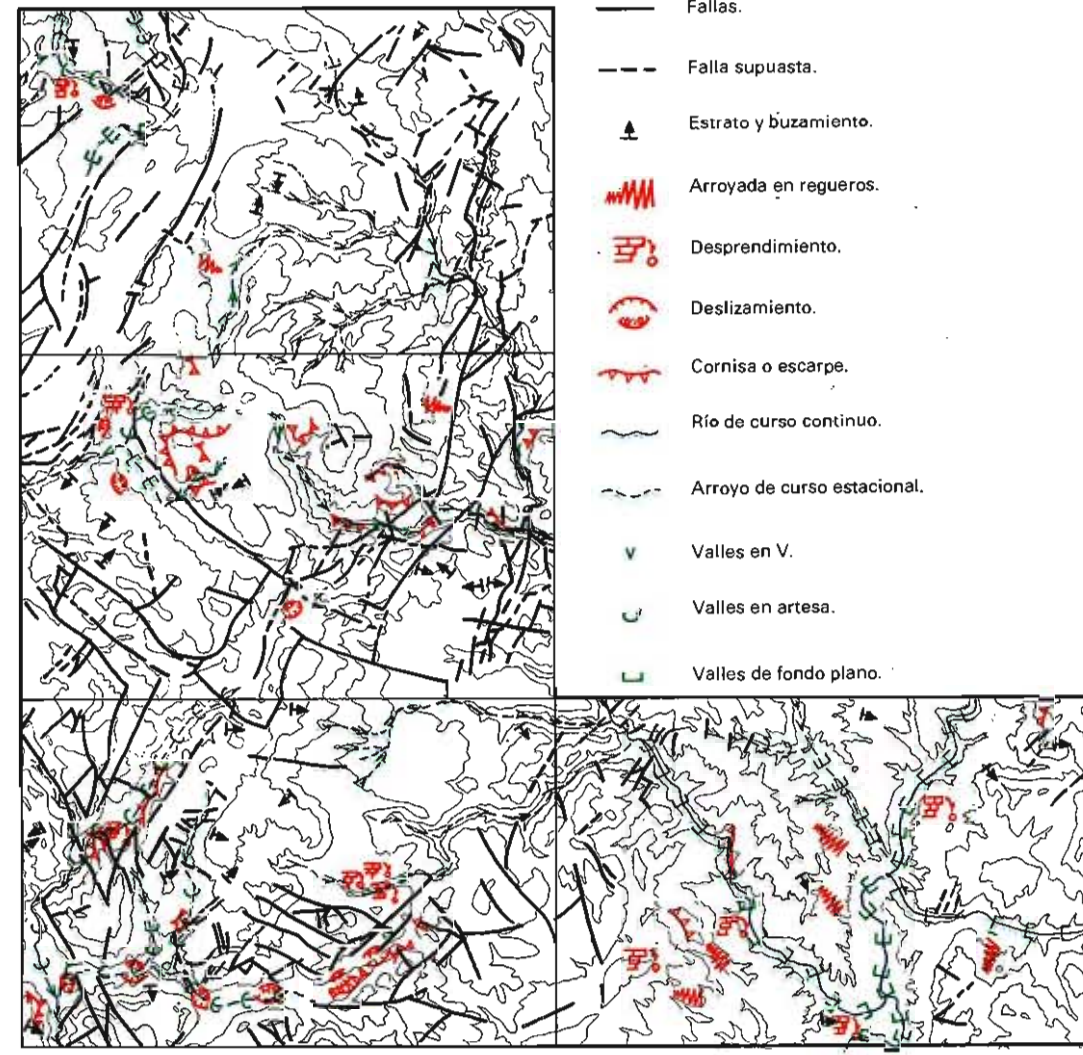 Fallas.
Falla supuasta.
Estrato y buzamiento.
Arroyada en regueros.
Desprendimiento.
Deslizamiento.
Cornisa o escarpe.
Río de curso continuo.
Arroyo de curso estacional.
Valles en V.
Valles en artesa.
Valles de fondo plano.